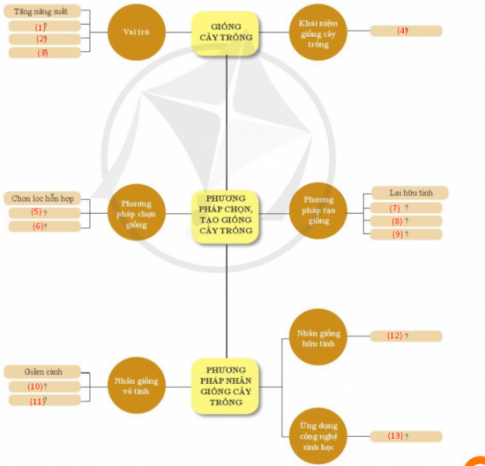 Tăng năng suất
(1)?
(2)?
(3)?
Vai trò
GIỐNG
CÂY TRỒNG
Khái niệm
giống cây
trồng
(4)?
Chọn lọc hỗn hợp
(5) ?
(6)?
Phương
pháp chọn
giống
PHƯƠNG
PHÁP CHỌN,
TẠO GIỐNG
CÂY TRỒNG
Phương
pháp tạo
giống
Lai hữu tính
(7) ?
(8) ?
(9) ?
Giâm cành
(10)?
(11)?
Nhân giống
vô tính
PHƯƠNG
PHÁP NHÂN
GIỐNG CÂY
TRỒNG
Nhân giống
hữu tính
(12) ?
Ứng dụng
công nghệ
sinh học
(13) ?